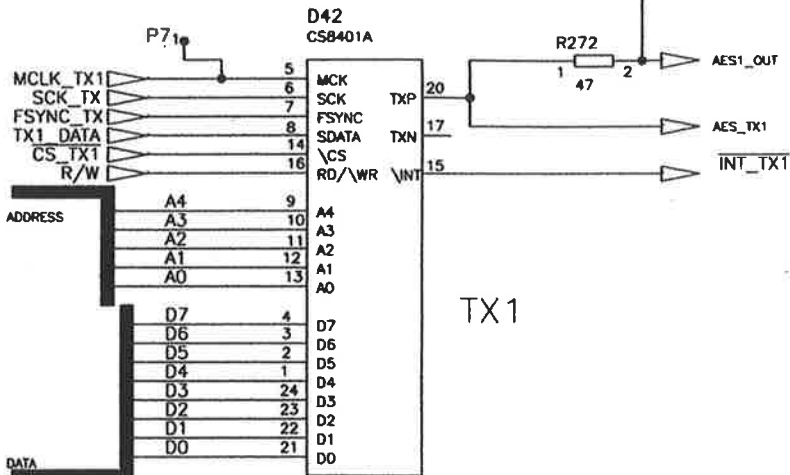 D42
CS8401A
P7 1
R272
1 2
47
AES1_OUT
MCLK_TX1 5 MCK
SCK_TX 6 SCK TXP 20
FSYNC_TX 7 FSYNC
AES_TX1
TX1_DATA 8 SDATA TXN 17
CS_TX1 14 \CS
R/W 16 RD/\WR \INT 15 INT_TX1
ADDRESS
A4 9 A4
A3 10 A3
A2 11 A2
A1 12 A1
A0 13 A0
TX1
D7 4 D7
D6 3 D6
D5 2 D5
D4 1 D4
D3 24 D3
D2 23 D2
D1 22 D1
D0 21 D0
DATA